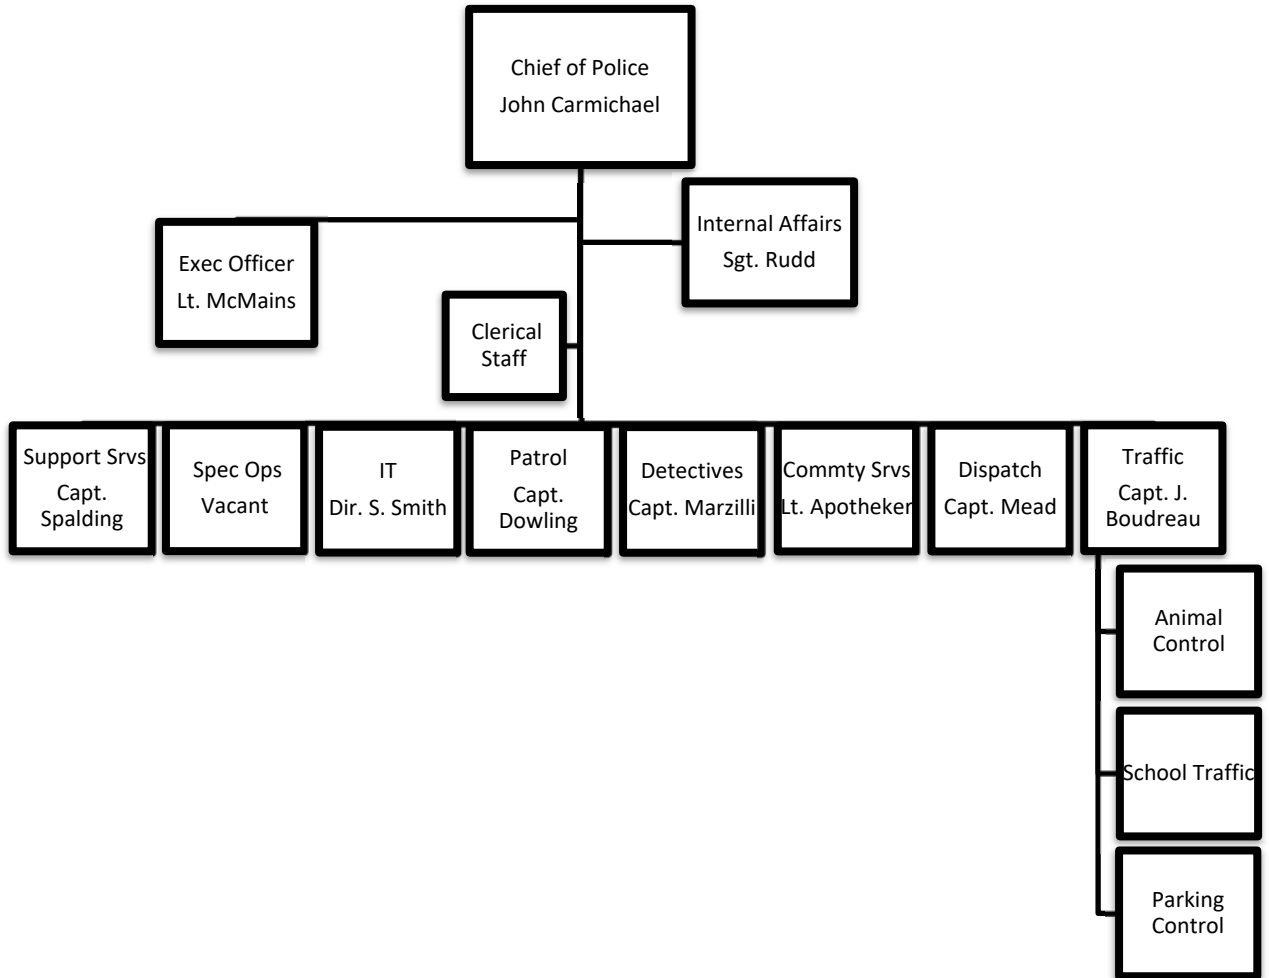 Chief of Police
John Carmichael
Internal Affairs
Sgt. Rudd
Exec Officer
Lt. McMains
Clerical
Staff
Support Srvs
Capt.
Spalding
Spec Ops
Vacant
IT
Dir. S. Smith
Patrol
Capt.
Dowling
Detectives
Capt. Marzilli
Commty Srvs
Lt. Apotheker
Dispatch
Capt. Mead
Traffic
Capt. J.
Boudreau
Animal
Control
School Traffic
Parking
Control